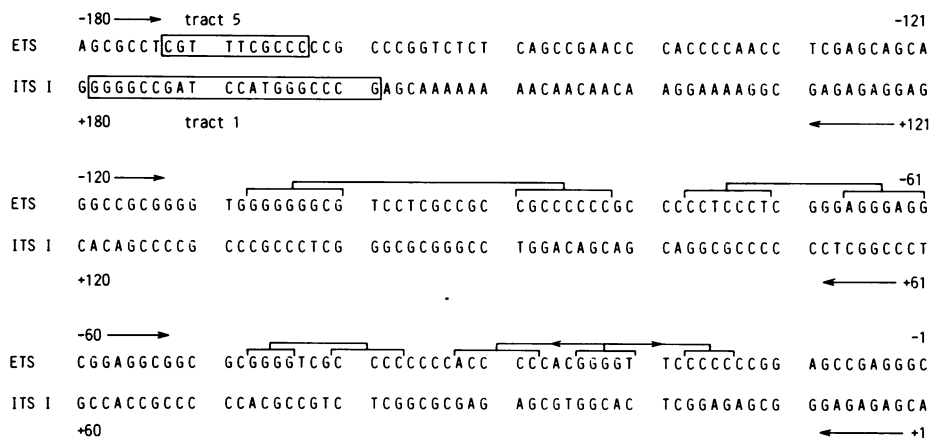 -180 tract 5 -121
ETS AGCGCCTCGT TTCGCCCCCG CCCGGTCTCT CAGCCGAACC CACCCCAACC TCGAGCAGCA
ITS I GGGGGCCGAT CCATGGGCCC GAGCAAAAAA AACAACAACA AGGAAAAGGC GAGAGAGGAG
+180 tract 1 +121
-120 -61
ETS GGCCGCGGGG TGGGGGGGCG TCCTCGCCGC CGCCCCCCGC CCCCTCCCTC GGGAGGGAGG
ITS I CACAGCCCCG CCCGCCCTCG GGCGCGGGCC TGGACAGCAG CAGGCGCCCC CCTCGGCCCT
+120 +61
-60 -1
ETS CGGAGGCGGC GCGGGGTCGC CCCCCCCACC CCACGGGGGT TCCCCCCCGG AGCCGAGGGC
ITS I GCCACCGCCC CCACGCCGTC TCGGCGCGAG AGCGTGGCAC TCGGAGAGCG GGAGAGAGCA
+60 +1